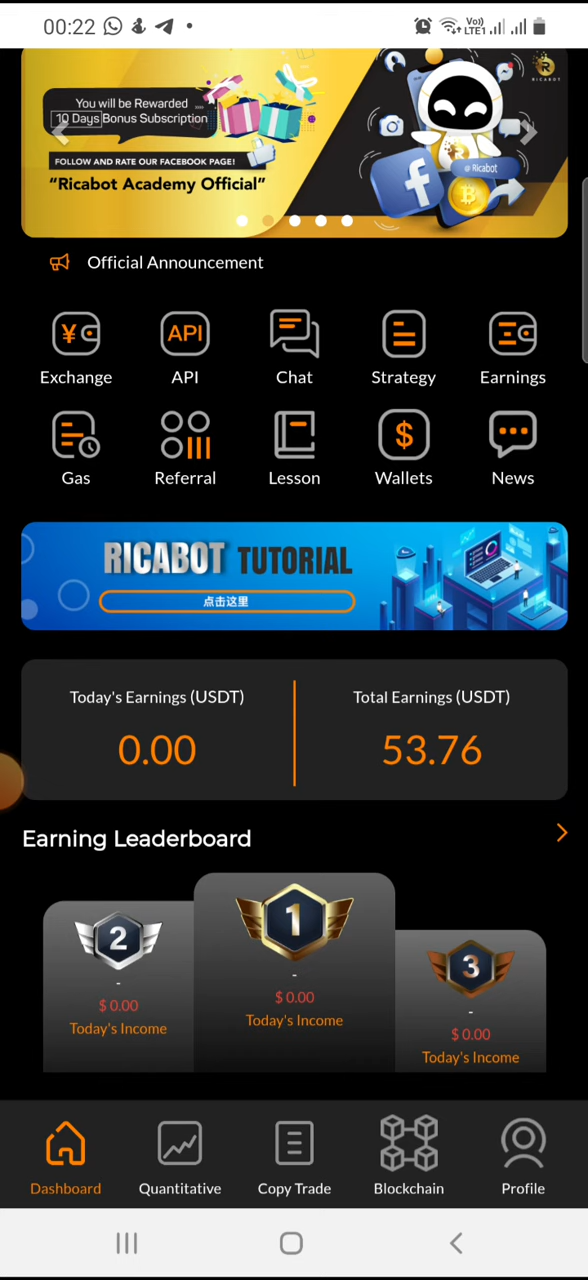 00:22
Vo))
LTE1
You will be Rewarded
10 Days Bonus Subscription
FOLLOW AND RATE OUR FACEBOOK PAGE!
"Ricabot Academy Official"
RICABOT
@ Ricabot
Official Announcement
Exchange API Chat Strategy Earnings
API
Gas Referral Lesson Wallets News
RICABOT TUTORIAL
点击这里
Today's Earnings (USDT) Total Earnings (USDT)
0.00 53.76
Earning Leaderboard
2
-
$ 0.00
Today's Income
1
-
$ 0.00
Today's Income
3
-
$ 0.00
Today's Income
Dashboard Quantitative Copy Trade Blockchain Profile